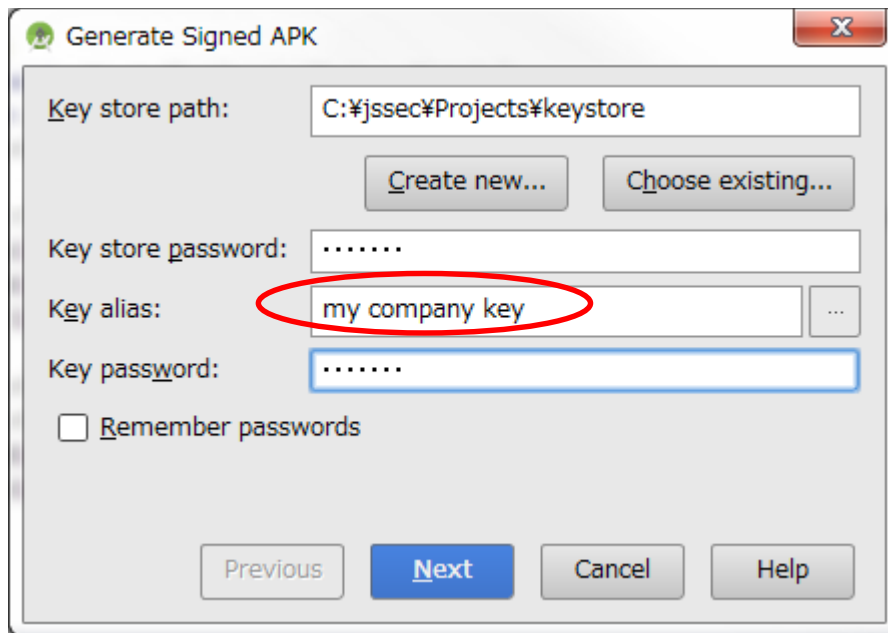 Generate Signed APK
Key store path: C:¥jssec¥Projects¥keystore
Create new... Choose existing...
Key store password: •••••••
Key alias: my company key ...
Key password: •••••••
Remember passwords
Previous Next Cancel Help